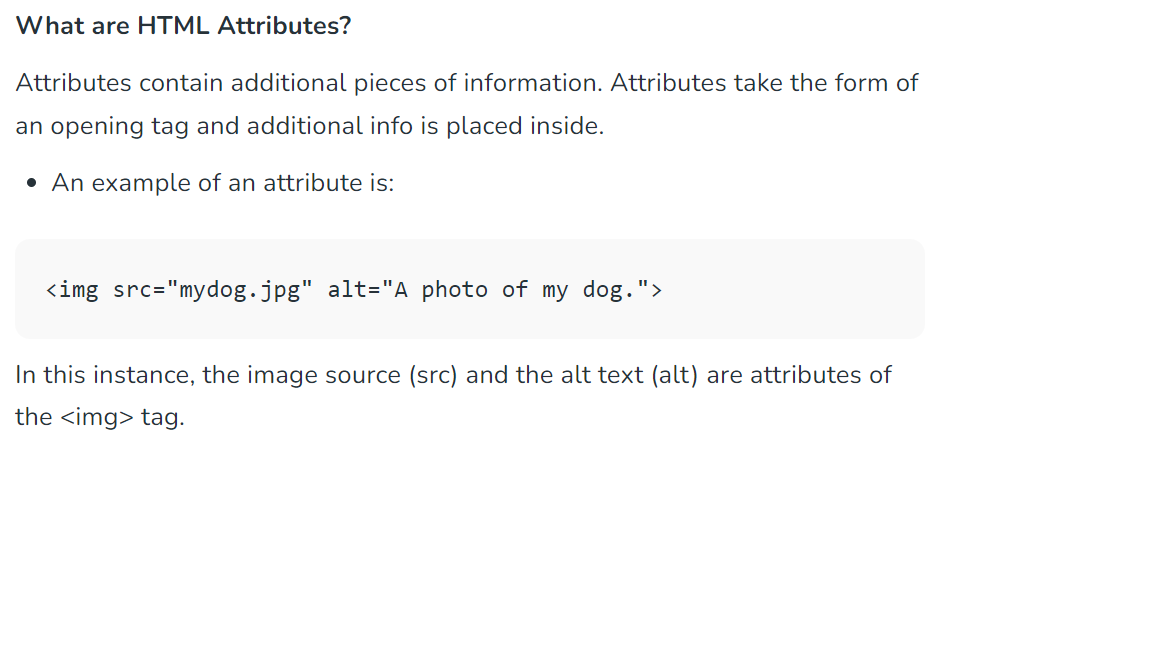 What are HTML Attributes?
Attributes contain additional pieces of information. Attributes take the form of
an opening tag and additional info is placed inside.
• An example of an attribute is:
<img src="mydog.jpg" alt="A photo of my dog.">
In this instance, the image source (src) and the alt text (alt) are attributes of
the <img> tag.